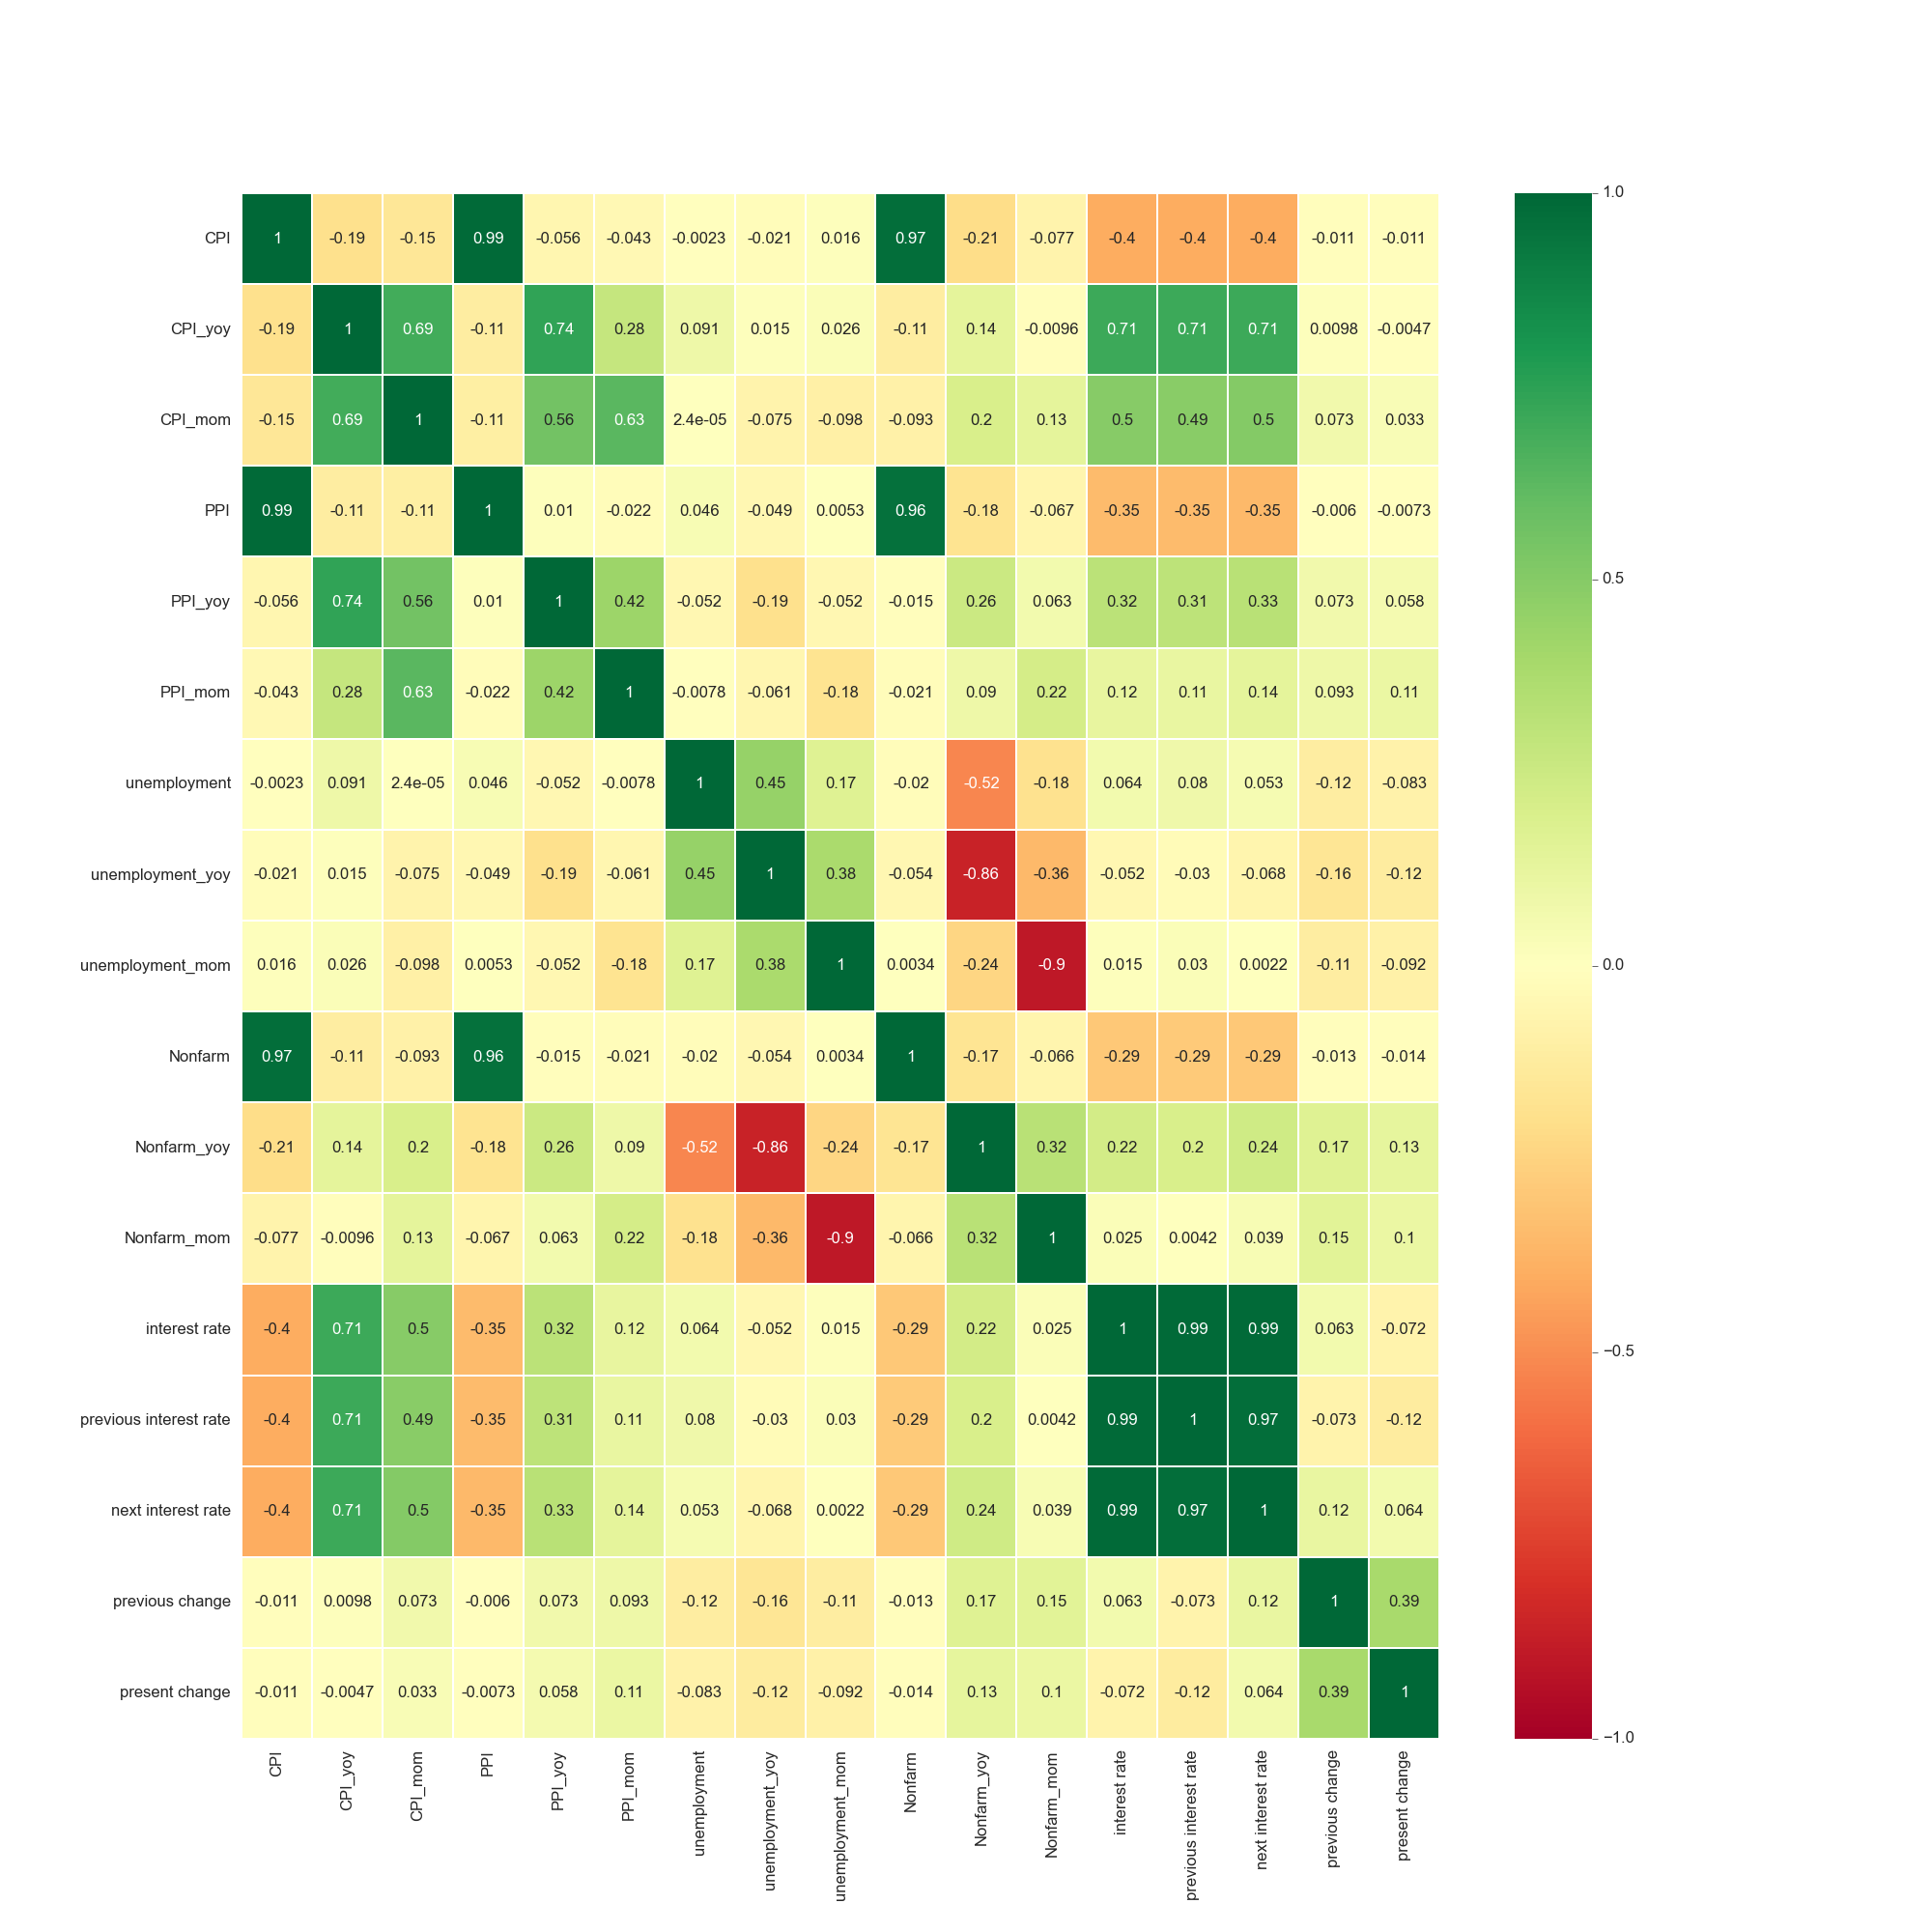 CPI 1 -0.19 -0.15 0.99 -0.056 -0.043 -0.0023 -0.021 0.016 0.97 -0.21 -0.077 -0.4 -0.4 -0.4 -0.011 -0.011
CPI_yoy -0.19 1 0.69 -0.11 0.74 0.28 0.091 0.015 0.026 -0.11 0.14 -0.0096 0.71 0.71 0.71 0.0098 -0.0047
CPI_mom -0.15 0.69 1 -0.11 0.56 0.63 2.4e-05 -0.075 -0.098 -0.093 0.2 0.13 0.5 0.49 0.5 0.073 0.033
PPI 0.99 -0.11 -0.11 1 0.01 -0.022 0.046 -0.049 0.0053 0.96 -0.18 -0.067 -0.35 -0.35 -0.35 -0.006 -0.0073
PPI_yoy -0.056 0.74 0.56 0.01 1 0.42 -0.052 -0.19 -0.052 -0.015 0.26 0.063 0.32 0.31 0.33 0.073 0.058
PPI_mom -0.043 0.28 0.63 -0.022 0.42 1 -0.0078 -0.061 -0.18 -0.021 0.09 0.22 0.12 0.11 0.14 0.093 0.11
unemployment -0.0023 0.091 2.4e-05 0.046 -0.052 -0.0078 1 0.45 0.17 -0.02 -0.52 -0.18 0.064 0.08 0.053 -0.12 -0.083
unemployment_yoy -0.021 0.015 -0.075 -0.049 -0.19 -0.061 0.45 1 0.38 -0.054 -0.86 -0.36 -0.052 -0.03 -0.068 -0.16 -0.12
unemployment_mom 0.016 0.026 -0.098 0.0053 -0.052 -0.18 0.17 0.38 1 0.0034 -0.24 -0.9 0.015 0.03 0.0022 -0.11 -0.092
Nonfarm 0.97 -0.11 -0.093 0.96 -0.015 -0.021 -0.02 -0.054 0.0034 1 -0.17 -0.066 -0.29 -0.29 -0.29 -0.013 -0.014
Nonfarm_yoy -0.21 0.14 0.2 -0.18 0.26 0.09 -0.52 -0.86 -0.24 -0.17 1 0.32 0.22 0.2 0.24 0.17 0.13
Nonfarm_mom -0.077 -0.0096 0.13 -0.067 0.063 0.22 -0.18 -0.36 -0.9 -0.066 0.32 1 0.025 0.0042 0.039 0.15 0.1
interest rate -0.4 0.71 0.5 -0.35 0.32 0.12 0.064 -0.052 0.015 -0.29 0.22 0.025 1 0.99 0.99 0.063 -0.072
previous interest rate -0.4 0.71 0.49 -0.35 0.31 0.11 0.08 -0.03 0.03 -0.29 0.2 0.0042 0.99 1 0.97 -0.073 -0.12
next interest rate -0.4 0.71 0.5 -0.35 0.33 0.14 0.053 -0.068 0.0022 -0.29 0.24 0.039 0.99 0.97 1 0.12 0.064
previous change -0.011 0.0098 0.073 -0.006 0.073 0.093 -0.12 -0.16 -0.11 -0.013 0.17 0.15 0.063 -0.073 0.12 1 0.39
present change -0.011 -0.0047 0.033 -0.0073 0.058 0.11 -0.083 -0.12 -0.092 -0.014 0.13 0.1 -0.072 -0.12 0.064 0.39 1
CPI
CPI_yoy
CPI_mom
PPI
PPI_yoy
PPI_mom
unemployment
unemployment_yoy
unemployment_mom
Nonfarm
Nonfarm_yoy
Nonfarm_mom
interest rate
previous interest rate
next interest rate
previous change
present change
1.0
0.5
0.0
−0.5
−1.0